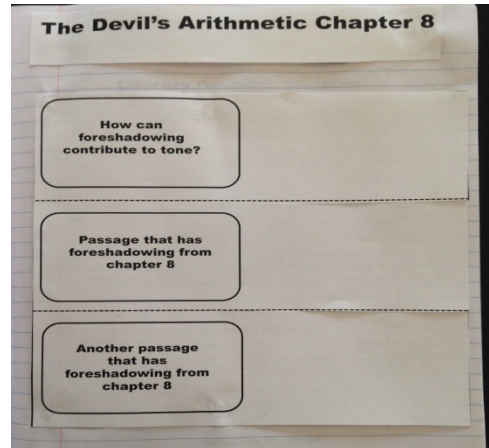 The Devil's Arithmetic Chapter 8
How can
foreshadowing
contribute to tone?
Passage that has
foreshadowing from
chapter 8
Another passage
that has
foreshadowing from
chapter 8